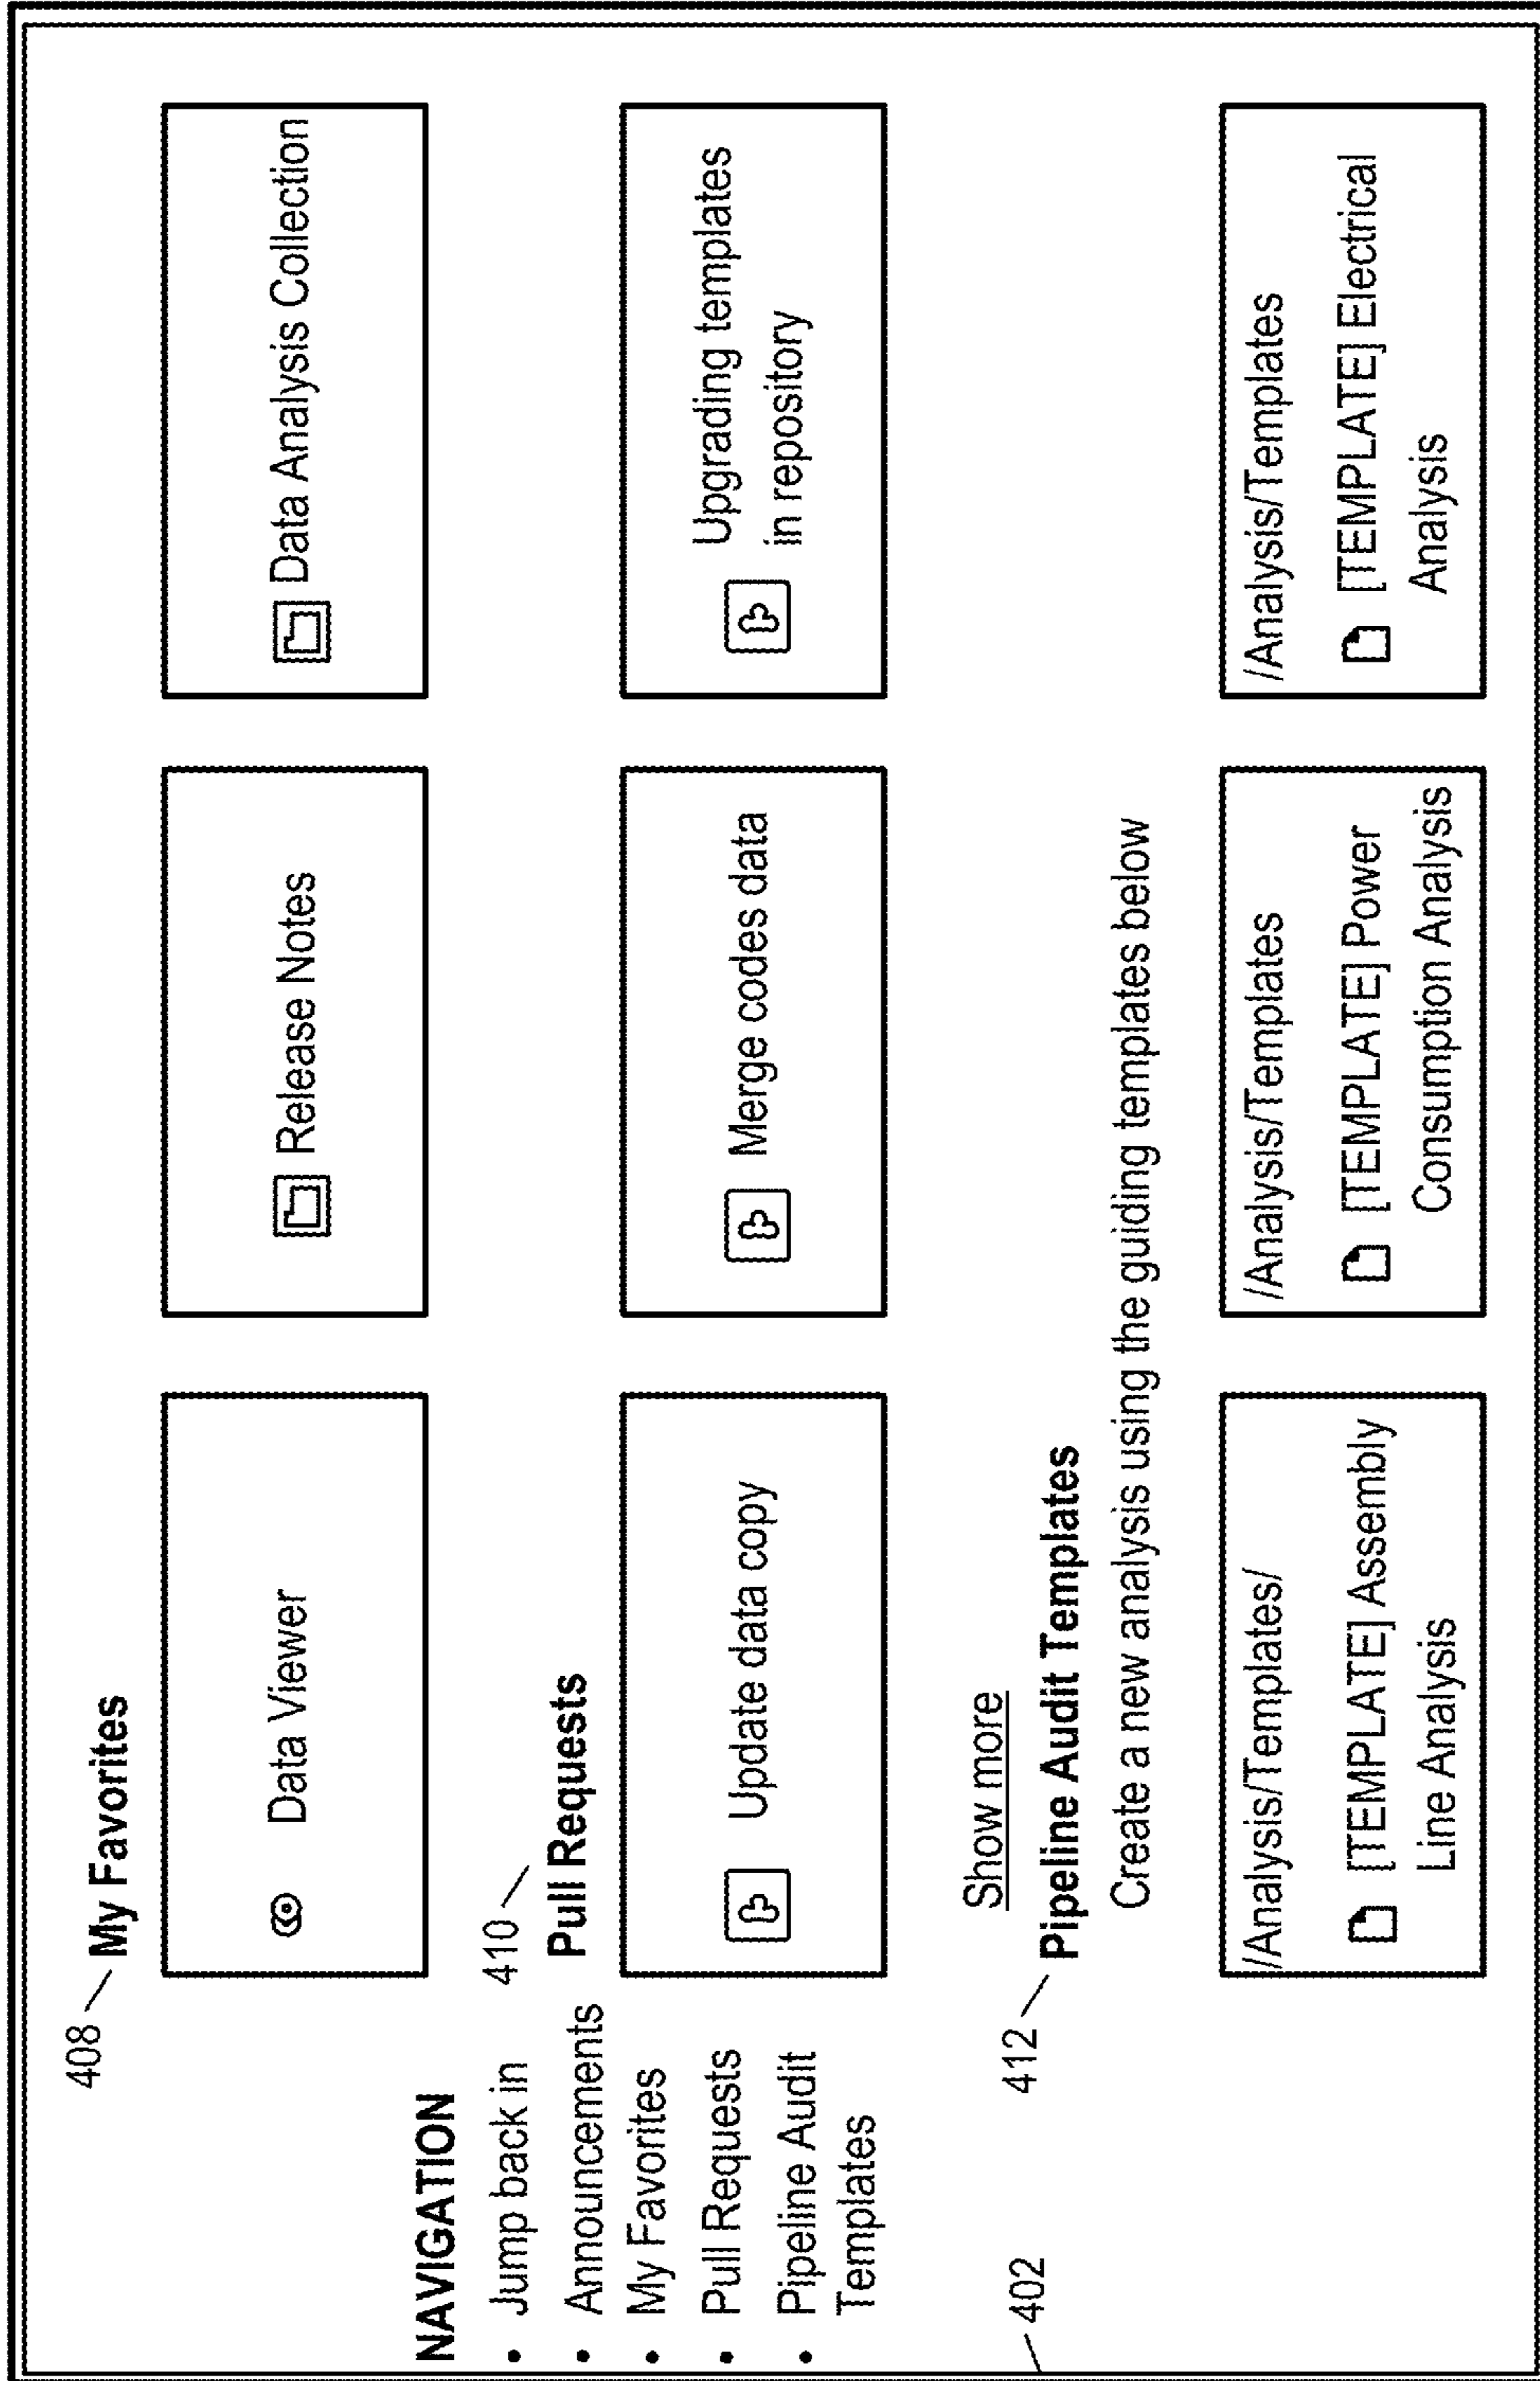 408
My Favorites
Data Viewer
Release Notes
Data Analysis Collection
NAVIGATION
• Jump back in
• Announcements
• My Favorites
• Pull Requests
• Pipeline Audit
Templates
410
Pull Requests
Update data copy
Merge codes data
Upgrading templates
in repository
Show more
412
Pipeline Audit Templates
Create a new analysis using the guiding templates below
/Analysis/Templates/
[TEMPLATE] Assembly
Line Analysis
/Analysis/Templates
[TEMPLATE] Power
Consumption Analysis
/Analysis/Templates
[TEMPLATE] Electrical
Analysis
402